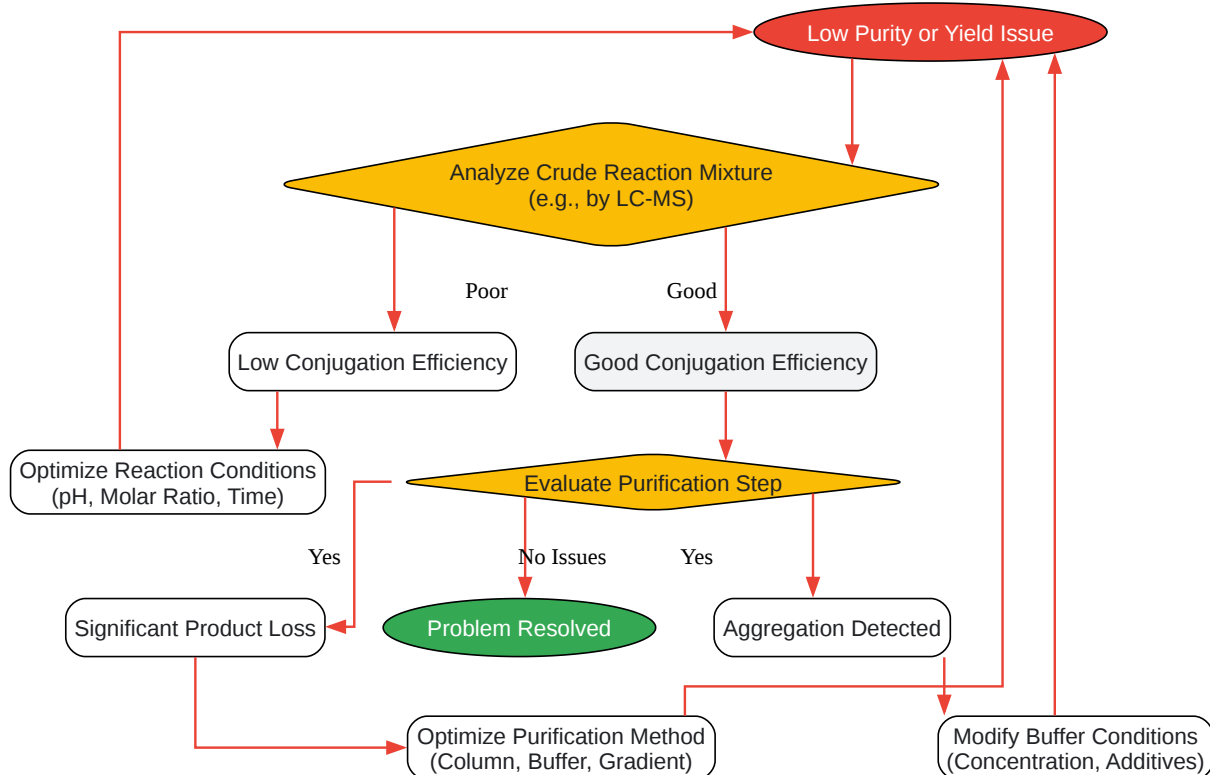 Low Purity or Yield Issue
Analyze Crude Reaction Mixture
(e.g., by LC-MS)
Poor
Good
Low Conjugation Efficiency
Good Conjugation Efficiency
Optimize Reaction Conditions
(pH, Molar Ratio, Time)
Evaluate Purification Step
Yes
No Issues
Yes
Significant Product Loss
Problem Resolved
Aggregation Detected
Optimize Purification Method
(Column, Buffer, Gradient)
Modify Buffer Conditions
(Concentration, Additives)